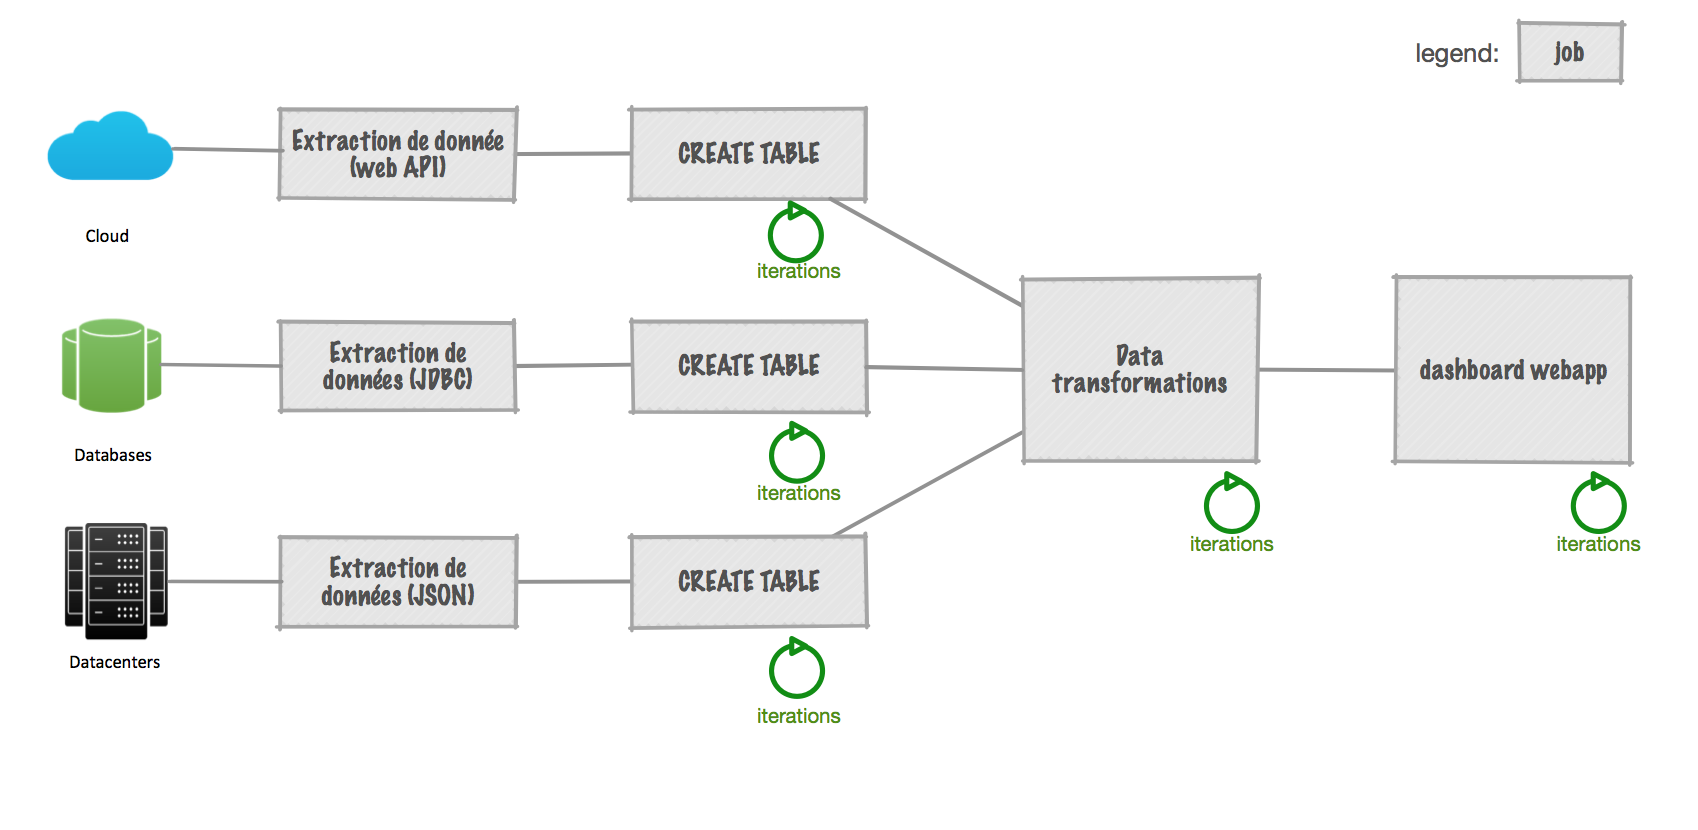 legend:
job
Extraction de donnée
(web API)
CREATE TABLE
Cloud
iterations
Extraction de
données (JDBC)
CREATE TABLE
Data
transformations
dashboard webapp
Databases
iterations
iterations
iterations
Extraction de
données (JSON)
CREATE TABLE
Datacenters
iterations